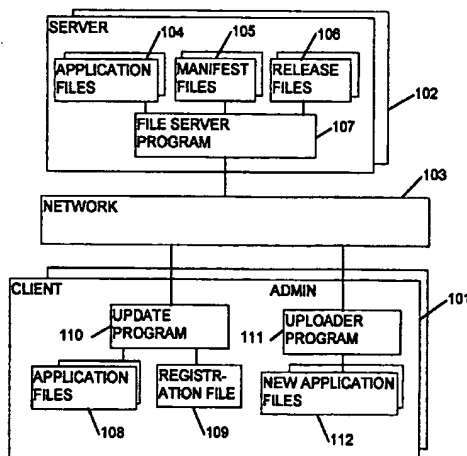 SERVER
104
105
106
APPLICATION
FILES
MANIFEST
FILES
RELEASE
FILES
102
FILE SERVER
PROGRAM
107
103
NETWORK
CLIENT
ADMIN
101
110
UPDATE
PROGRAM
111
UPLOADER
PROGRAM
APPLICATION
FILES
REGISTR-
ATION FILE
NEW APPLICATION
FILES
108
109
112